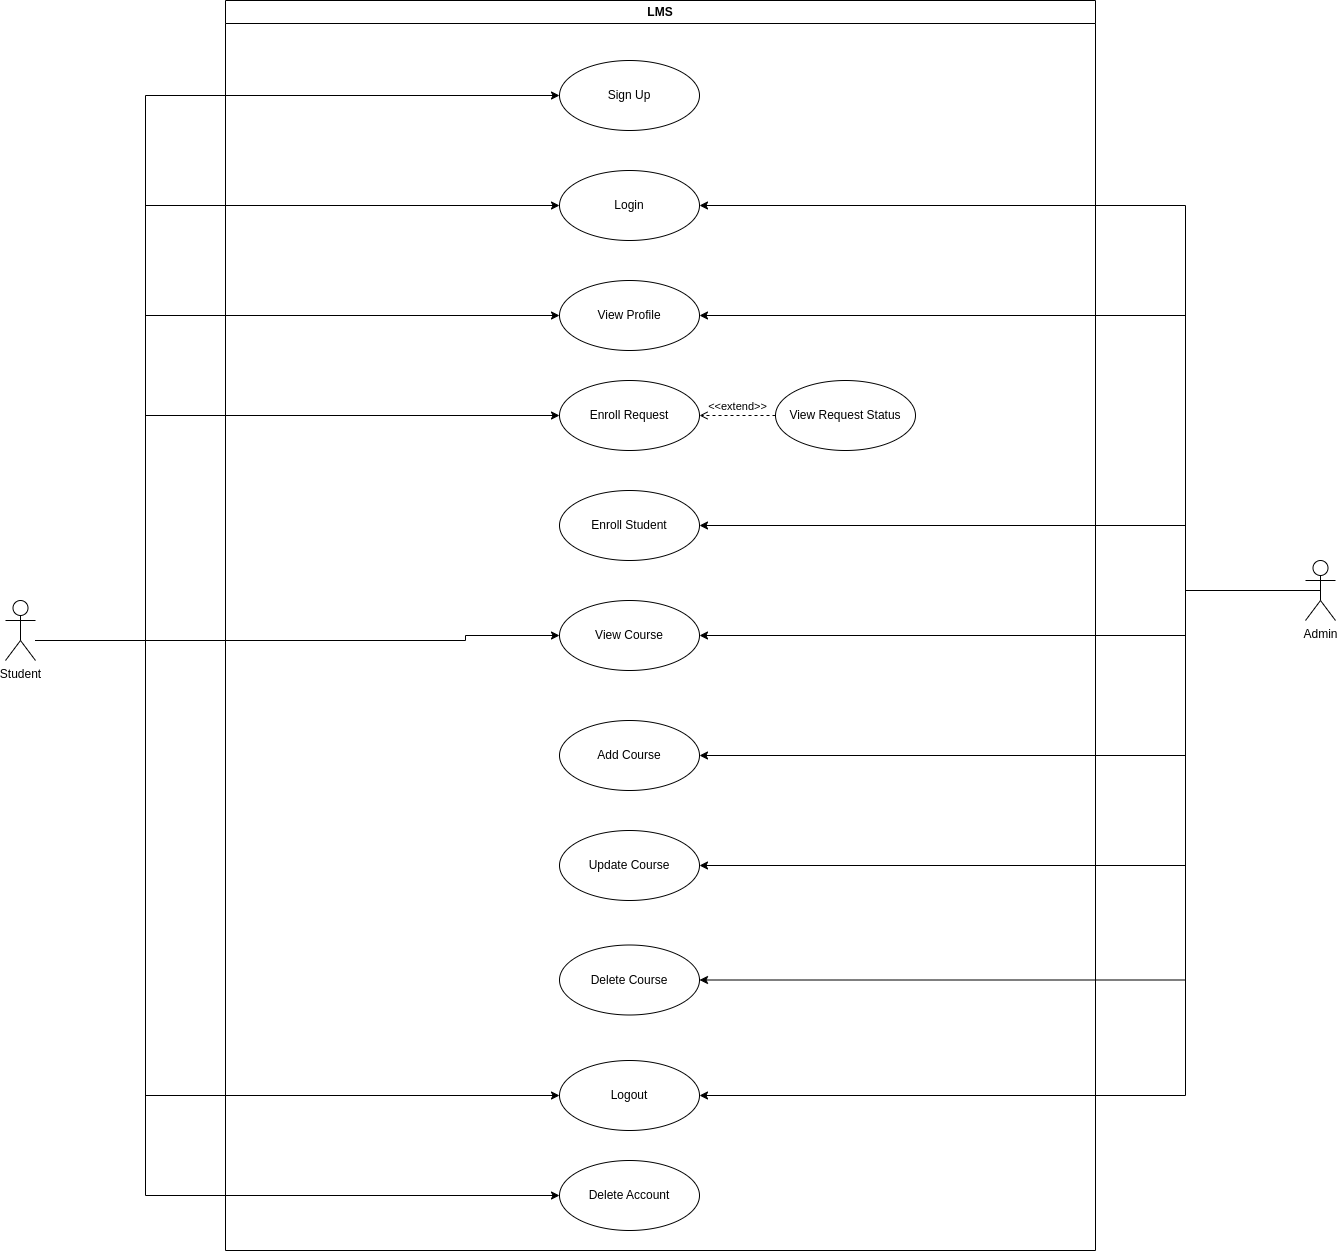 LMS
Sign Up
Login
View Profile
Enroll Request
<<extend>>
View Request Status
Enroll Student
View Course
Student
Admin
Add Course
Update Course
Delete Course
Logout
Delete Account